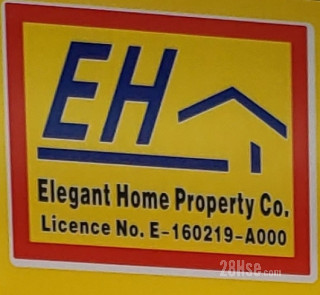 EH
Elegant Home Property Co.
Licence No. E-160219-A000
28Hse.com